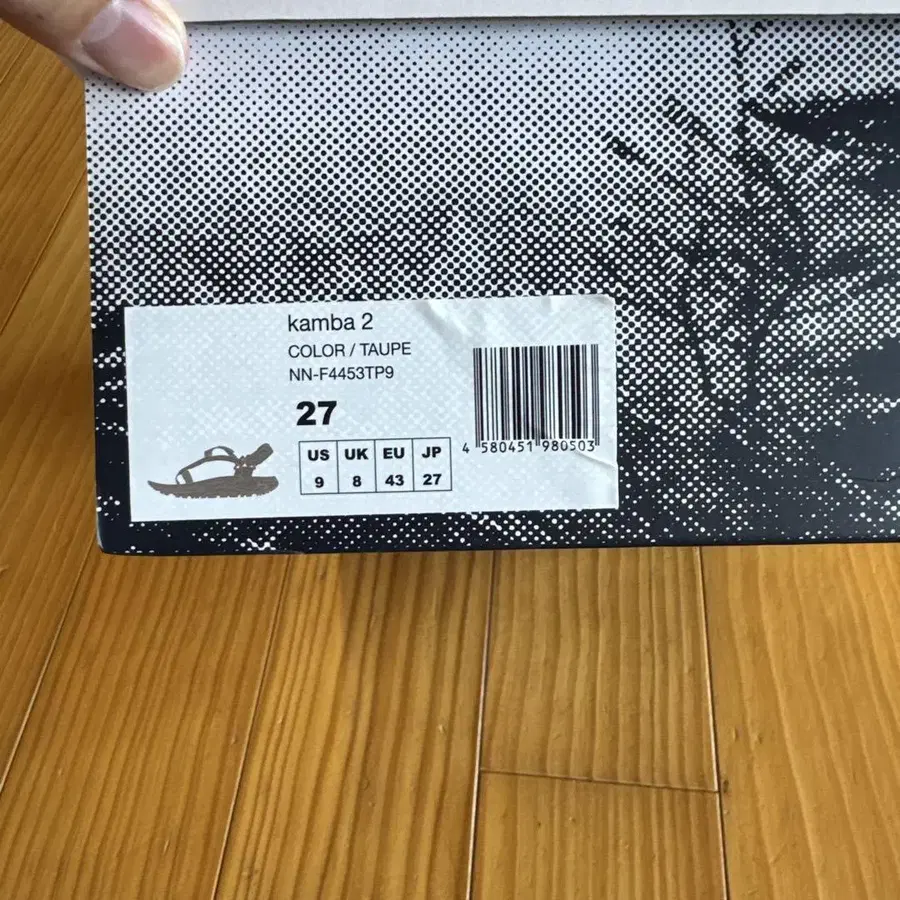 kamba 2
COLOR / TAUPE
NN-F4453TP9
27
US UK EU JP
9 8 43 27
4 580451 980503